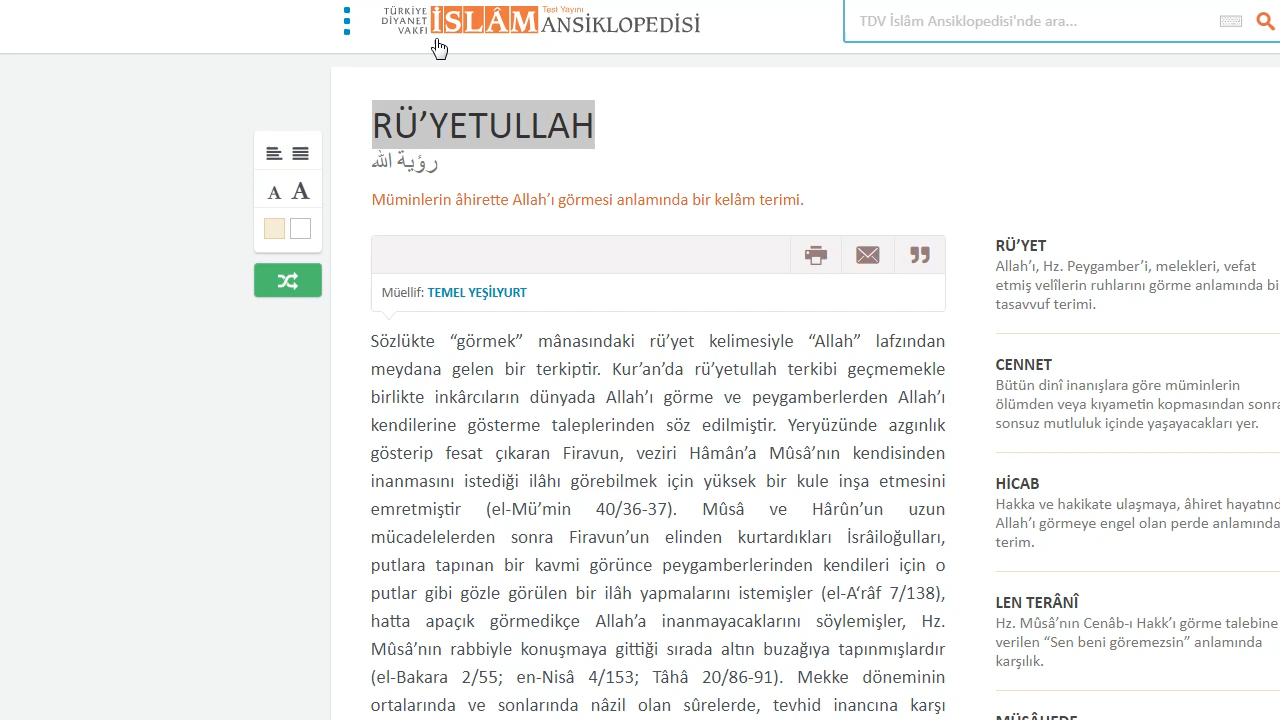 TÜRKİYE
DİYANET
VAKFI
İSLÂM
Test Yayını
ANSİKLOPEDİSİ
TDV İslâm Ansiklopedisi'nde ara...
RÜ’YETULLAH
رؤية الله
Müminlerin âhirette Allah’ı görmesi anlamında bir kelâm terimi.
A A
Müellif: TEMEL YEŞİLYURT
Sözlükte “görmek” mânasındaki rü’yet kelimesiyle “Allah” lafzından
meydana gelen bir terkiptir. Kur’an’da rü’yetullah terkibi geçmemekle
birlikte inkârcıların dünyada Allah’ı görme ve peygamberlerden Allah’ı
kendilerine gösterme taleplerinden söz edilmiştir. Yeryüzünde azgınlık
gösterip fesat çıkaran Firavun, veziri Hâmân’a Mûsâ’nın kendisinden
inanmasını istediği ilâhı görebilmek için yüksek bir kule inşa etmesini
emretmiştir (el-Mü’min 40/36-37). Mûsâ ve Hârûn’un uzun
mücadelelerden sonra Firavun’un elinden kurtardıkları İsrâiloğulları,
putlara tapınan bir kavmi görünce peygamberlerinden kendileri için o
putlar gibi gözle görülen bir ilâh yapmalarını istemişler (el-A‘râf 7/138),
hatta apaçık görmedikçe Allah’a inanmayacaklarını söylemişler, Hz.
Mûsâ’nın rabbiyle konuşmaya gittiği sırada altın buzağıya tapınmışlardır
(el-Bakara 2/55; en-Nisâ 4/153; Tâhâ 20/86-91). Mekke döneminin
ortalarında ve sonlarında nâzil olan sûrelerde, tevhid inancına karşı
RÜ’YET
Allah’ı, Hz. Peygamber’i, melekleri, vefat
etmiş velîlerin ruhlarını görme anlamında bi
tasavvuf terimi.
CENNET
Bütün dinî inanışlara göre müminlerin
ölümden veya kıyametin kopmasından sonra
sonsuz mutluluk içinde yaşayacakları yer.
HİCAB
Hakka ve hakikate ulaşmaya, âhiret hayatınd
Allah’ı görmeye engel olan perde anlamında
terim.
LEN TERÂNÎ
Hz. Mûsâ’nın Cenâb-ı Hakk’ı görme talebine
verilen “Sen beni göremezsin” anlamında
karşılık.
MÜŞÂHEDE